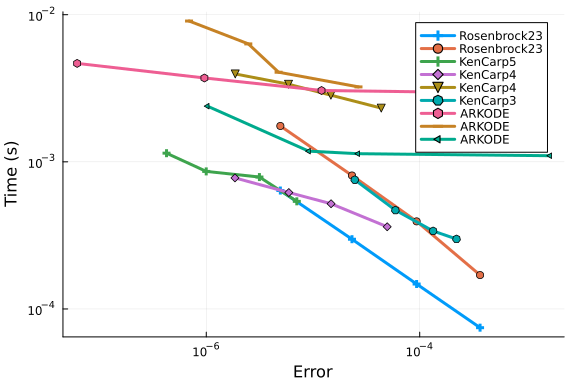 10⁻²
10⁻³
10⁻⁴
Time (s)
Rosenbrock23
Rosenbrock23
KenCarp5
KenCarp4
KenCarp4
KenCarp3
ARKODE
ARKODE
ARKODE
10⁻⁶
10⁻⁴
Error